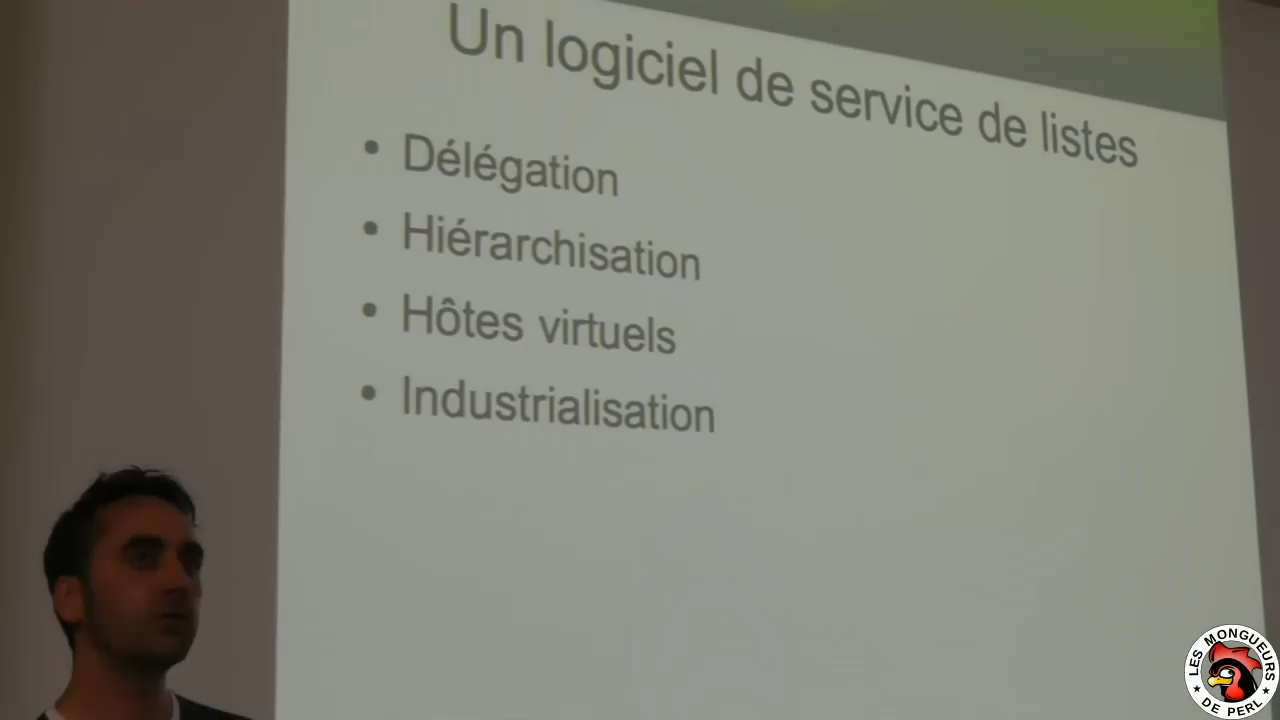 Un logiciel de service de listes
• Délégation
• Hiérarchisation
• Hôtes virtuels
• Industrialisation
LES MONGUEURS
★ DE PERL ★